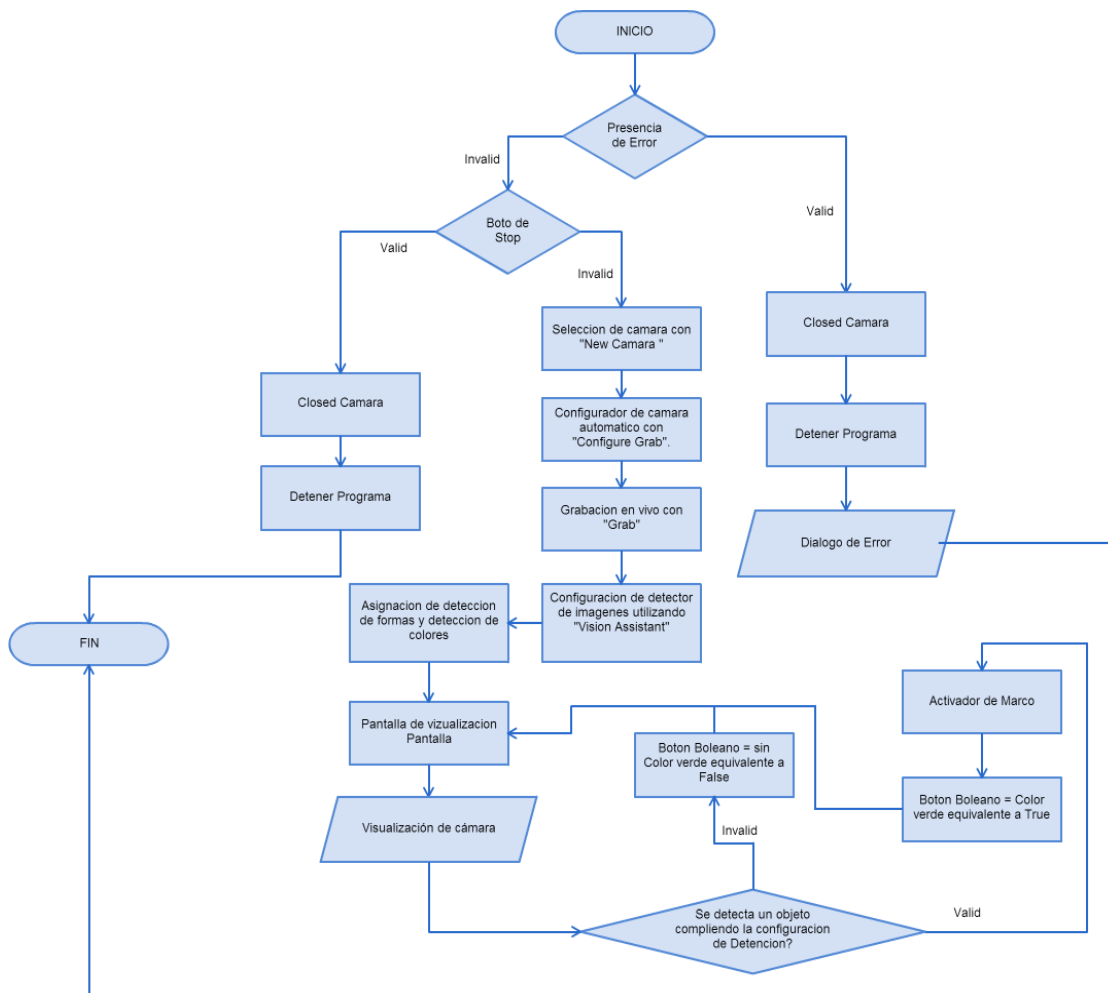 INICIO
Presencia
de Error
Invalid
Valid
Boto de
Stop
Valid
Invalid
Closed Camara
Detener Programa
FIN
Seleccion de camara con
"New Camara "
Configurador de camara
automatico con
"Configure Grab".
Grabacion en vivo con
"Grab"
Configuracion de detector
de imagenes utilizando
"Vision Assistant"
Asignacion de deteccion
de formas y deteccion de
colores
Pantalla de vizualizacion
Pantalla
Visualización de cámara
Closed Camara
Detener Programa
Dialogo de Error
Activador de Marco
Boton Boleano = sin
Color verde equivalente a
False
Boton Boleano = Color
verde equivalente a True
Invalid
Se detecta un objeto
compliendo la configuracion
de Detencion?
Valid